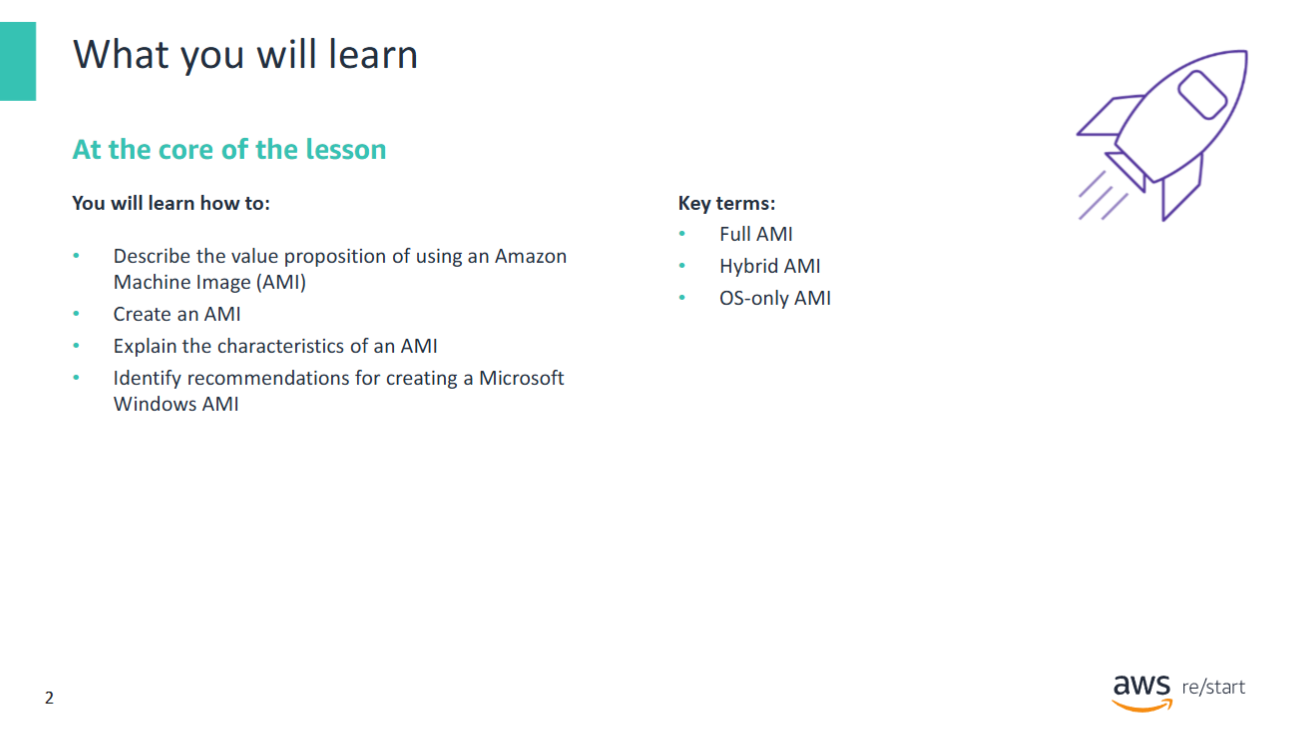 What you will learn
At the core of the lesson
You will learn how to:
• Describe the value proposition of using an Amazon
Machine Image (AMI)
• Create an AMI
• Explain the characteristics of an AMI
• Identify recommendations for creating a Microsoft
Windows AMI
Key terms:
• Full AMI
• Hybrid AMI
• OS-only AMI
2
aws re/start